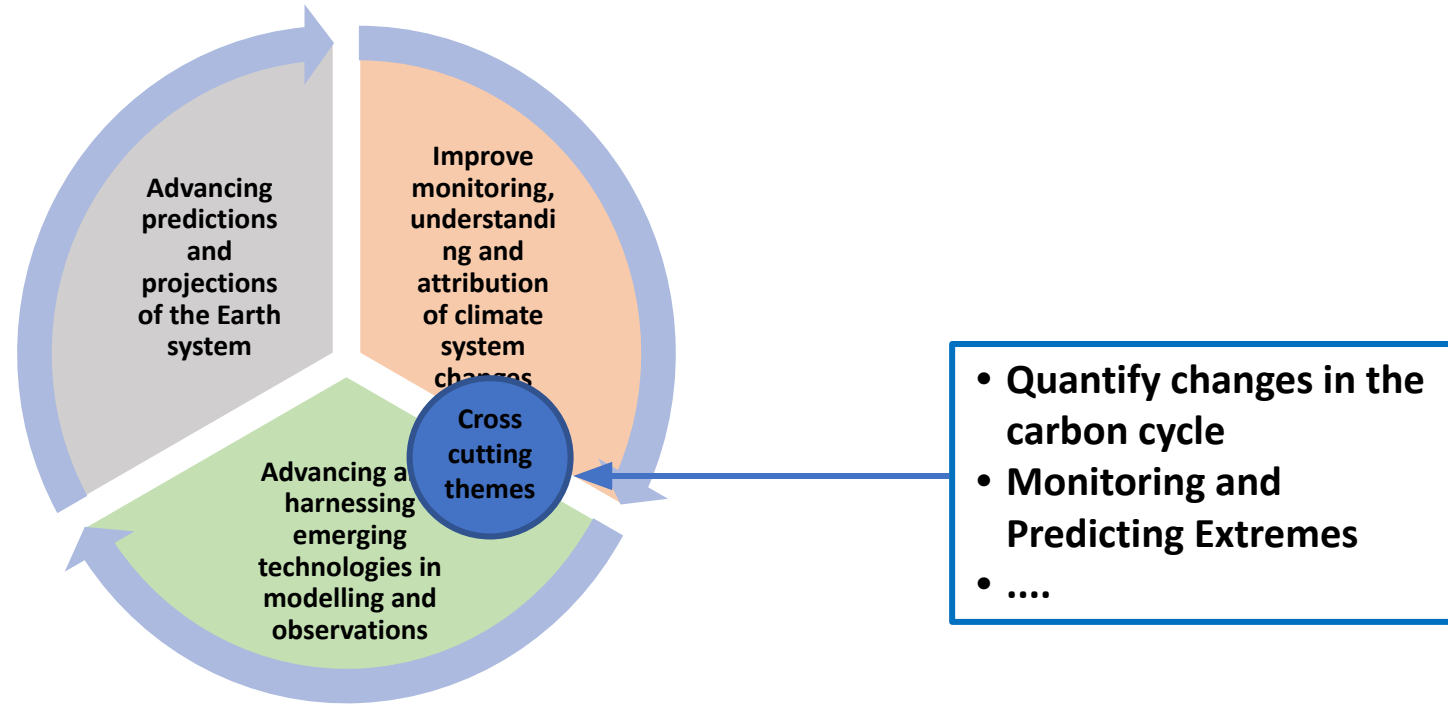 Advancing
predictions
and
projections
of the Earth
system
Improve
monitoring,
understandi
ng and
attribution
of climate
system
changes
Cross
cutting
themes
Advancing a
harnessing
emerging
technologies in
modelling and
observations
• Quantify changes in the
carbon cycle
• Monitoring and
Predicting Extremes
• ....